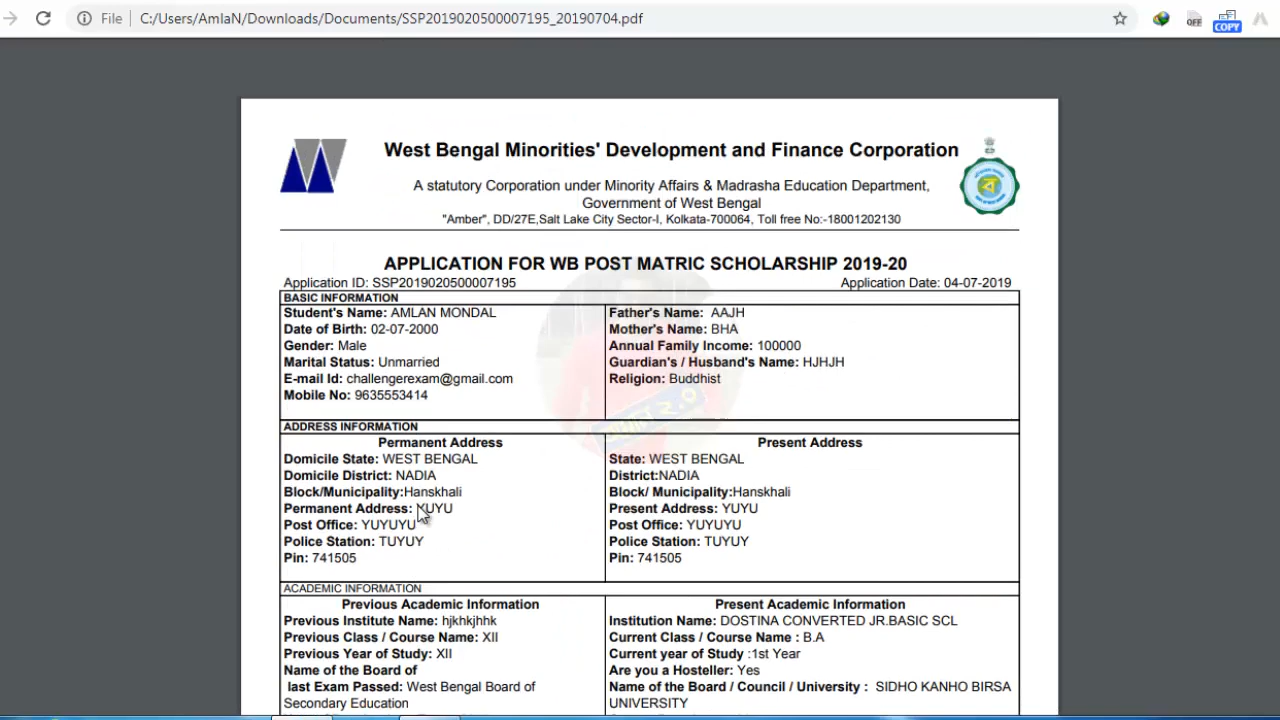 File C:/Users/AmlaN/Downloads/Documents/SSP2019020500007195_20190704.pdf
OFF
COPY
West Bengal Minorities' Development and Finance Corporation
A statutory Corporation under Minority Affairs & Madrasha Education Department,
Government of West Bengal
"Amber", DD/27E,Salt Lake City Sector-I, Kolkata-700064, Toll free No:-18001202130
APPLICATION FOR WB POST MATRIC SCHOLARSHIP 2019-20
Application ID: SSP2019020500007195 Application Date: 04-07-2019
BASIC INFORMATION
Student's Name: AMLAN MONDAL
Date of Birth: 02-07-2000
Gender: Male
Marital Status: Unmarried
E-mail Id: challengerexam@gmail.com
Mobile No: 9635553414
Father's Name: AAJH
Mother's Name: BHA
Annual Family Income: 100000
Guardian's / Husband's Name: HJHJH
Religion: Buddhist
ADDRESS INFORMATION
Permanent Address
Domicile State: WEST BENGAL
Domicile District: NADIA
Block/Municipality:Hanskhali
Permanent Address: YUYU
Post Office: YUYUYU
Police Station: TUYUY
Pin: 741505
Present Address
State: WEST BENGAL
District:NADIA
Block/ Municipality:Hanskhali
Present Address: YUYU
Post Office: YUYUYU
Police Station: TUYUY
Pin: 741505
ACADEMIC INFORMATION
Previous Academic Information
Previous Institute Name: hjkhkjhhk
Previous Class / Course Name: XII
Previous Year of Study: XII
Name of the Board of
last Exam Passed: West Bengal Board of
Secondary Education
Present Academic Information
Institution Name: DOSTINA CONVERTED JR.BASIC SCL
Current Class / Course Name : B.A
Current year of Study :1st Year
Are you a Hosteller: Yes
Name of the Board / Council / University : SIDHO KANHO BIRSA
UNIVERSITY